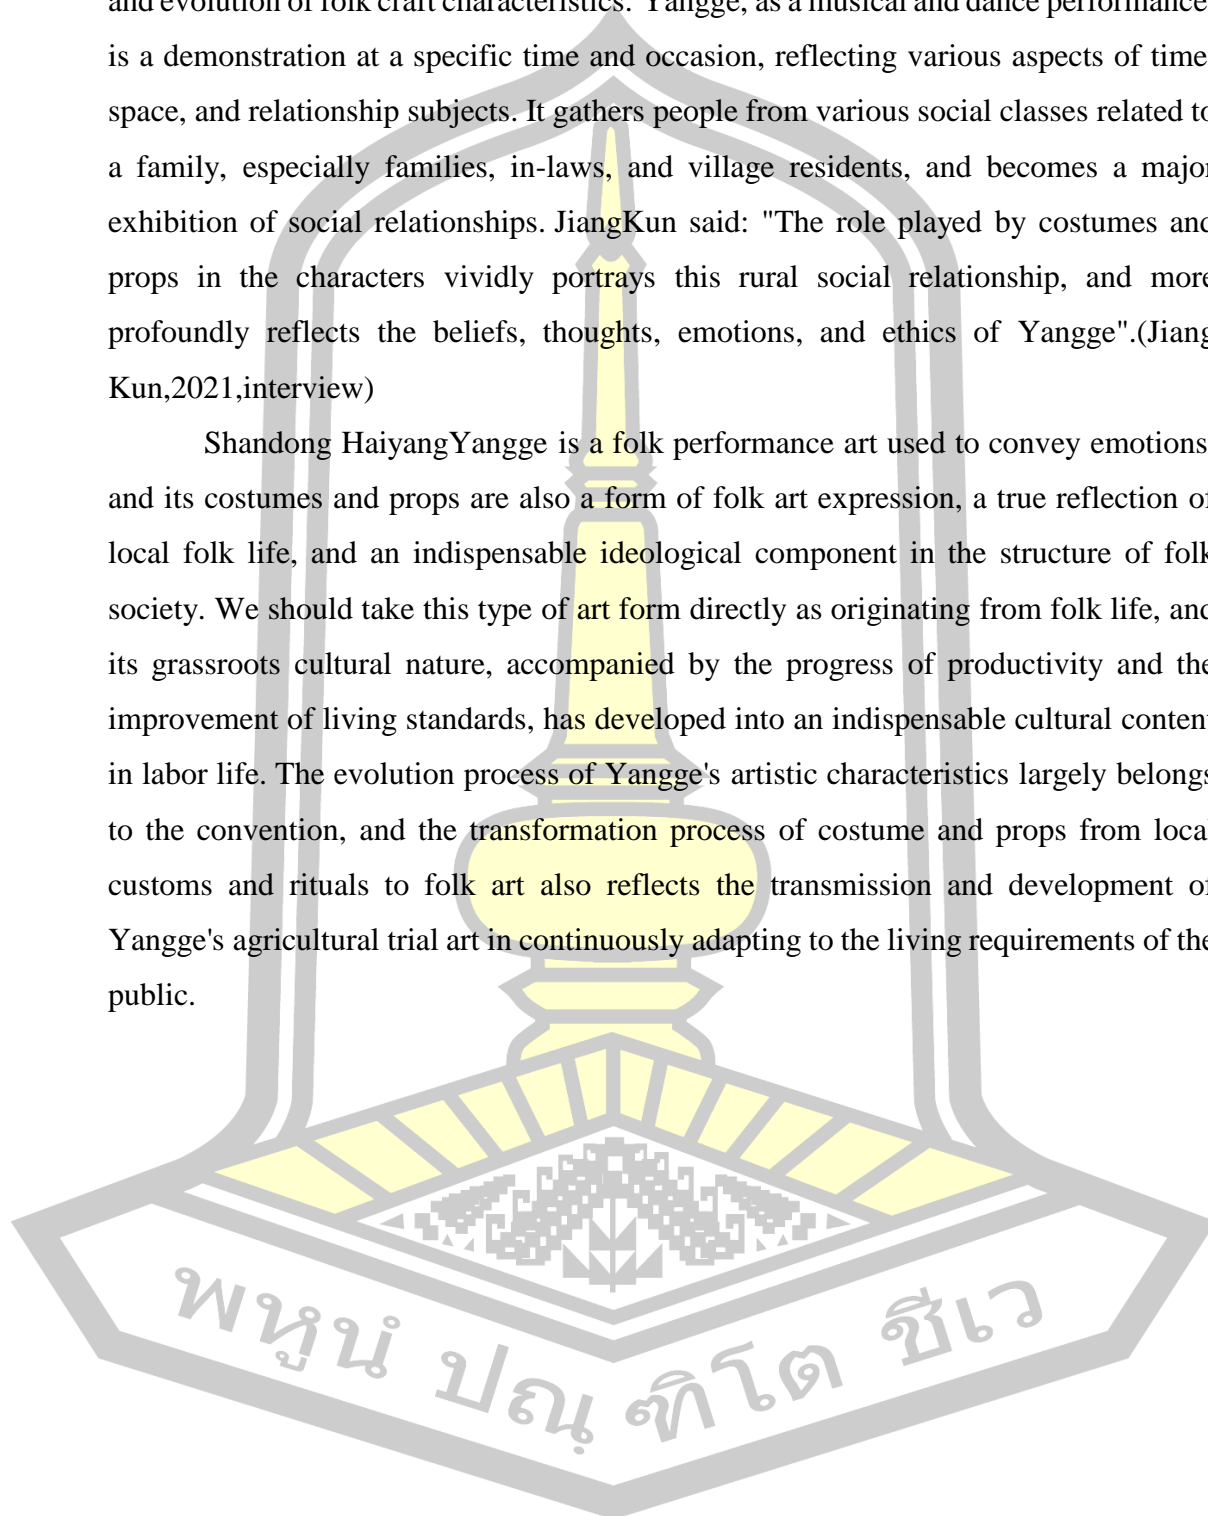 and evolution of folk craft characteristics. Yangge, as a musical and dance performance
is a demonstration at a specific time and occasion, reflecting various aspects of time
space, and relationship subjects. It gathers people from various social classes related to
a family, especially families, in-laws, and village residents, and becomes a major
exhibition of social relationships. JiangKun said: "The role played by costumes and
props in the characters vividly portrays this rural social relationship, and more
profoundly reflects the beliefs, thoughts, emotions, and ethics of Yangge".(Jiang
Kun,2021,interview)
Shandong HaiyangYangge is a folk performance art used to convey emotions
and its costumes and props are also a form of folk art expression, a true reflection of
local folk life, and an indispensable ideological component in the structure of folk
society. We should take this type of art form directly as originating from folk life, and
its grassroots cultural nature, accompanied by the progress of productivity and the
improvement of living standards, has developed into an indispensable cultural content
in labor life. The evolution process of Yangge's artistic characteristics largely belongs
to the convention, and the transformation process of costume and props from local
customs and rituals to folk art also reflects the transmission and development of
Yangge's agricultural trial art in continuously adapting to the living requirements of the
public.
พหูนํ ปณฺฑิโต ชีเว